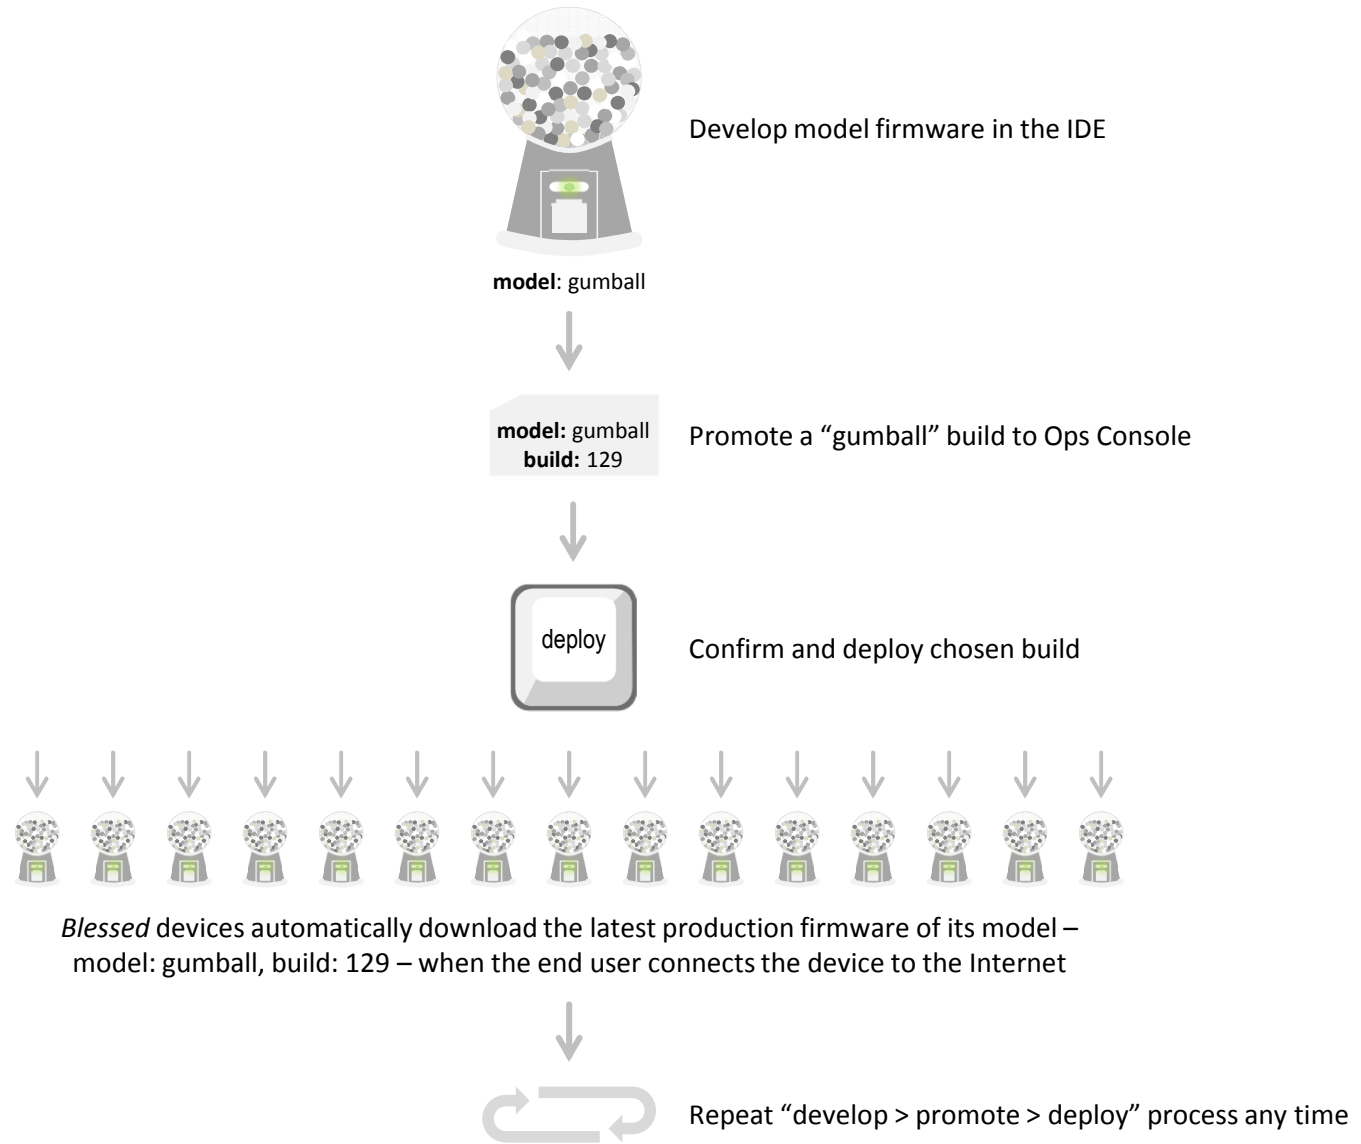 Develop model firmware in the IDE
model: gumball
model: gumball
build: 129
Promote a “gumball” build to Ops Console
deploy
Confirm and deploy chosen build
Blessed devices automatically download the latest production firmware of its model –
model: gumball, build: 129 – when the end user connects the device to the Internet
Repeat “develop > promote > deploy” process any time